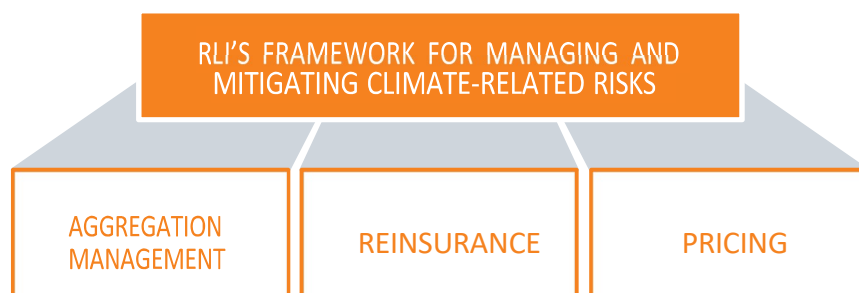 RLI'S FRAMEWORK FOR MANAGING AND
MITIGATING CLIMATE-RELATED RISKS
AGGREGATION
MANAGEMENT
REINSURANCE
PRICING